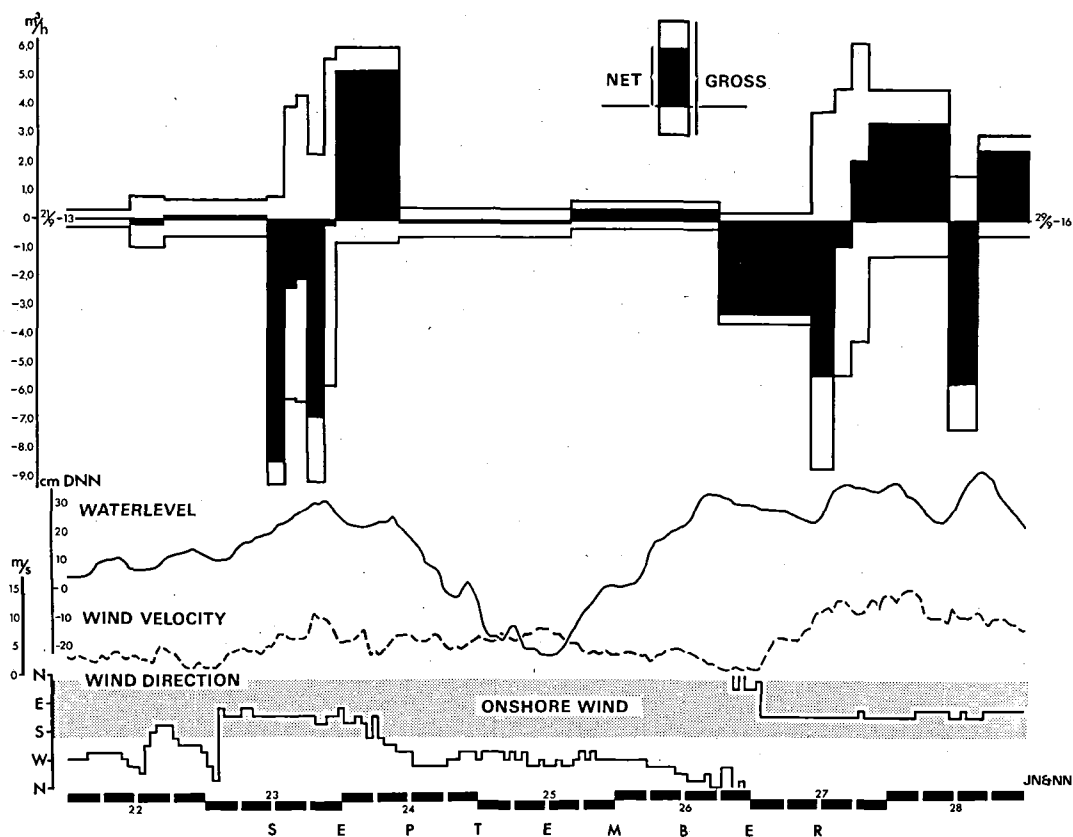 m³/h
6,0
5,0
4,0
3,0
2,0
1,0
0
-1,0
-2,0
-3,0
-4,0
-5,0
-6,0
-7,0
-8,0
-9,0
NET GROSS
21/9-13
29/9-16
cm DNN
30
20
10
0
-10
-20
WATERLEVEL
m/s
15
10
5
0
WIND VELOCITY
N
E
S
W
N
WIND DIRECTION
ONSHORE WIND
JN&NN
22 23 24 25 26 27 28
S E P T E M B E R